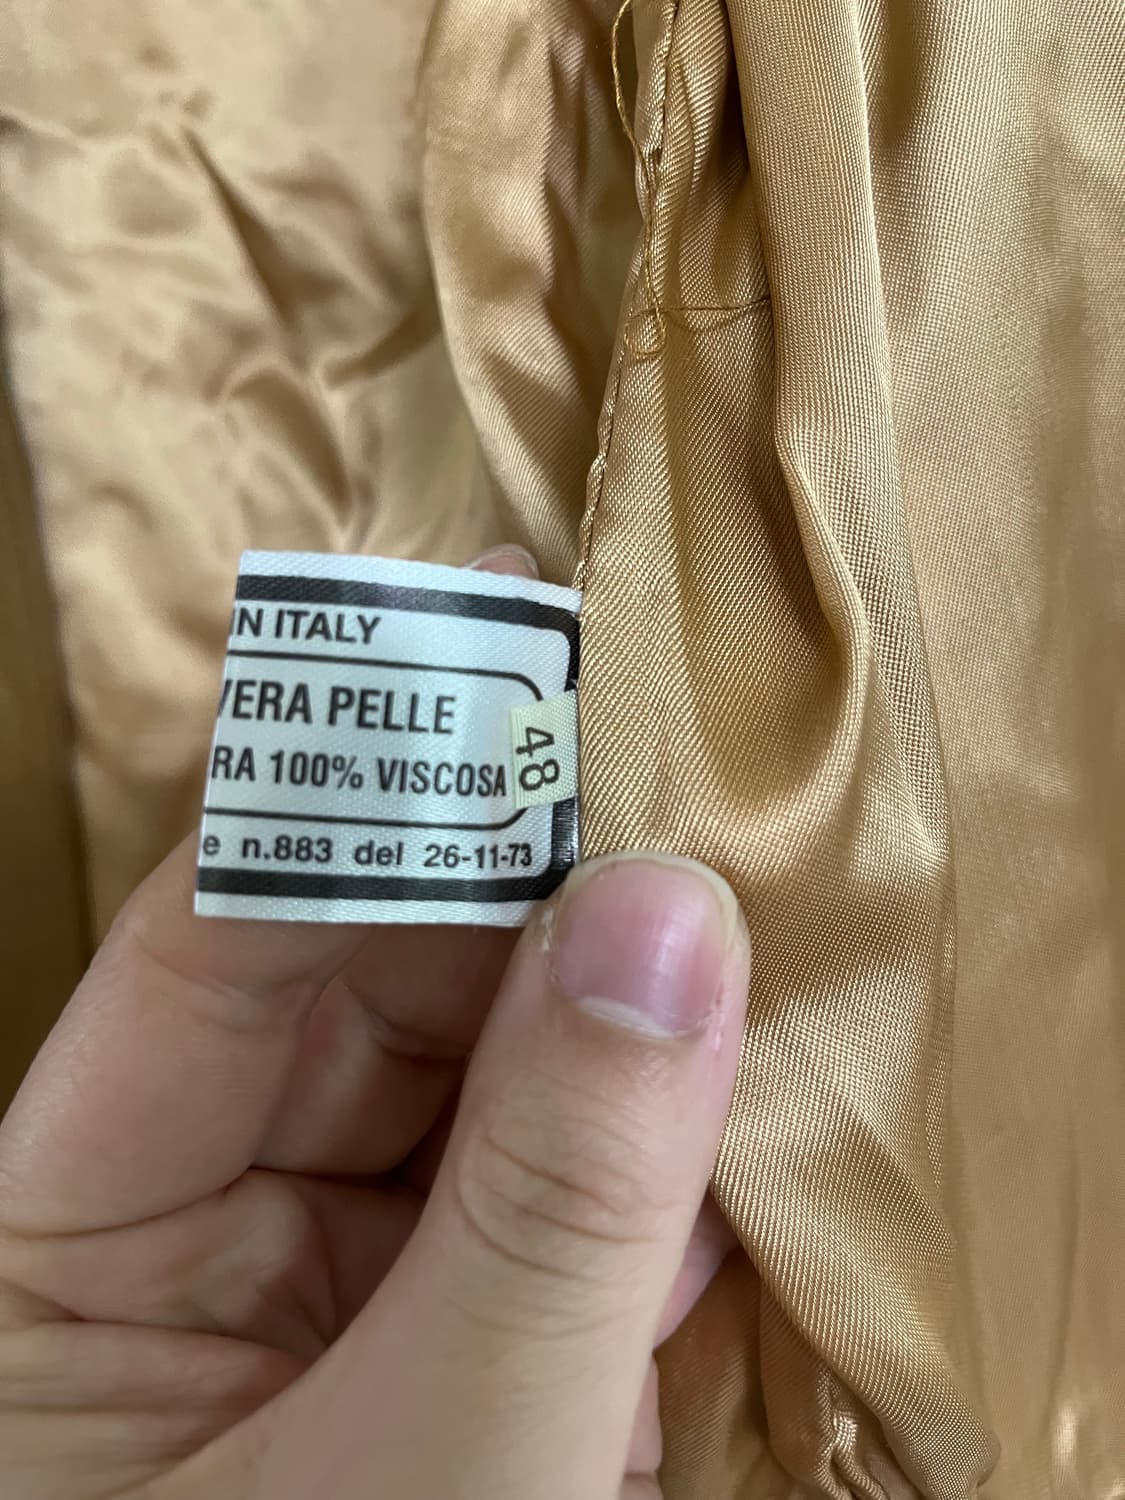 IN ITALY
VERA PELLE
RA 100% VISCOSA
48
e n.883 del 26-11-73